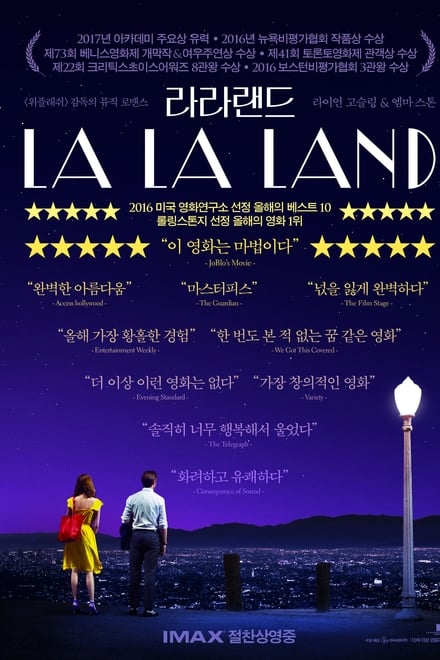 2017년 아카데미 주요상 유력 • 2016년 뉴욕비평가협회 작품상 수상
제73회 베니스영화제 개막작&여우주연상 수상 • 제41회 토론토영화제 관객상 수상
제22회 크리틱스초이스어워즈 8관왕 수상 • 2016 보스턴비평가협회 3관왕 수상
〈위플래쉬〉 감독의 뮤직 로맨스
라라랜드
라이언 고슬링 & 엠마 스톤
LA LA LAND
2016 미국 영화연구소 선정 올해의 베스트 10
롤링스톤지 선정 올해의 영화 1위
“이 영화는 마법이다”
- JoBlo's Movie -
“완벽한 아름다움”
- Access hollywood -
“마스터피스”
- The Guardian -
“넋을 잃게 완벽하다”
- The Film Stage -
“올해 가장 황홀한 경험”
- Entertainment Weekly -
“한 번도 본 적 없는 꿈 같은 영화”
- We Got This Covered -
“더 이상 이런 영화는 없다”
- Evening Standard -
“가장 창의적인 영화”
- Variety -
“솔직히 너무 행복해서 울었다”
- The Telegraph -
“화려하고 유쾌하다”
- Consequence of Sound -
IMAX 절찬상영중